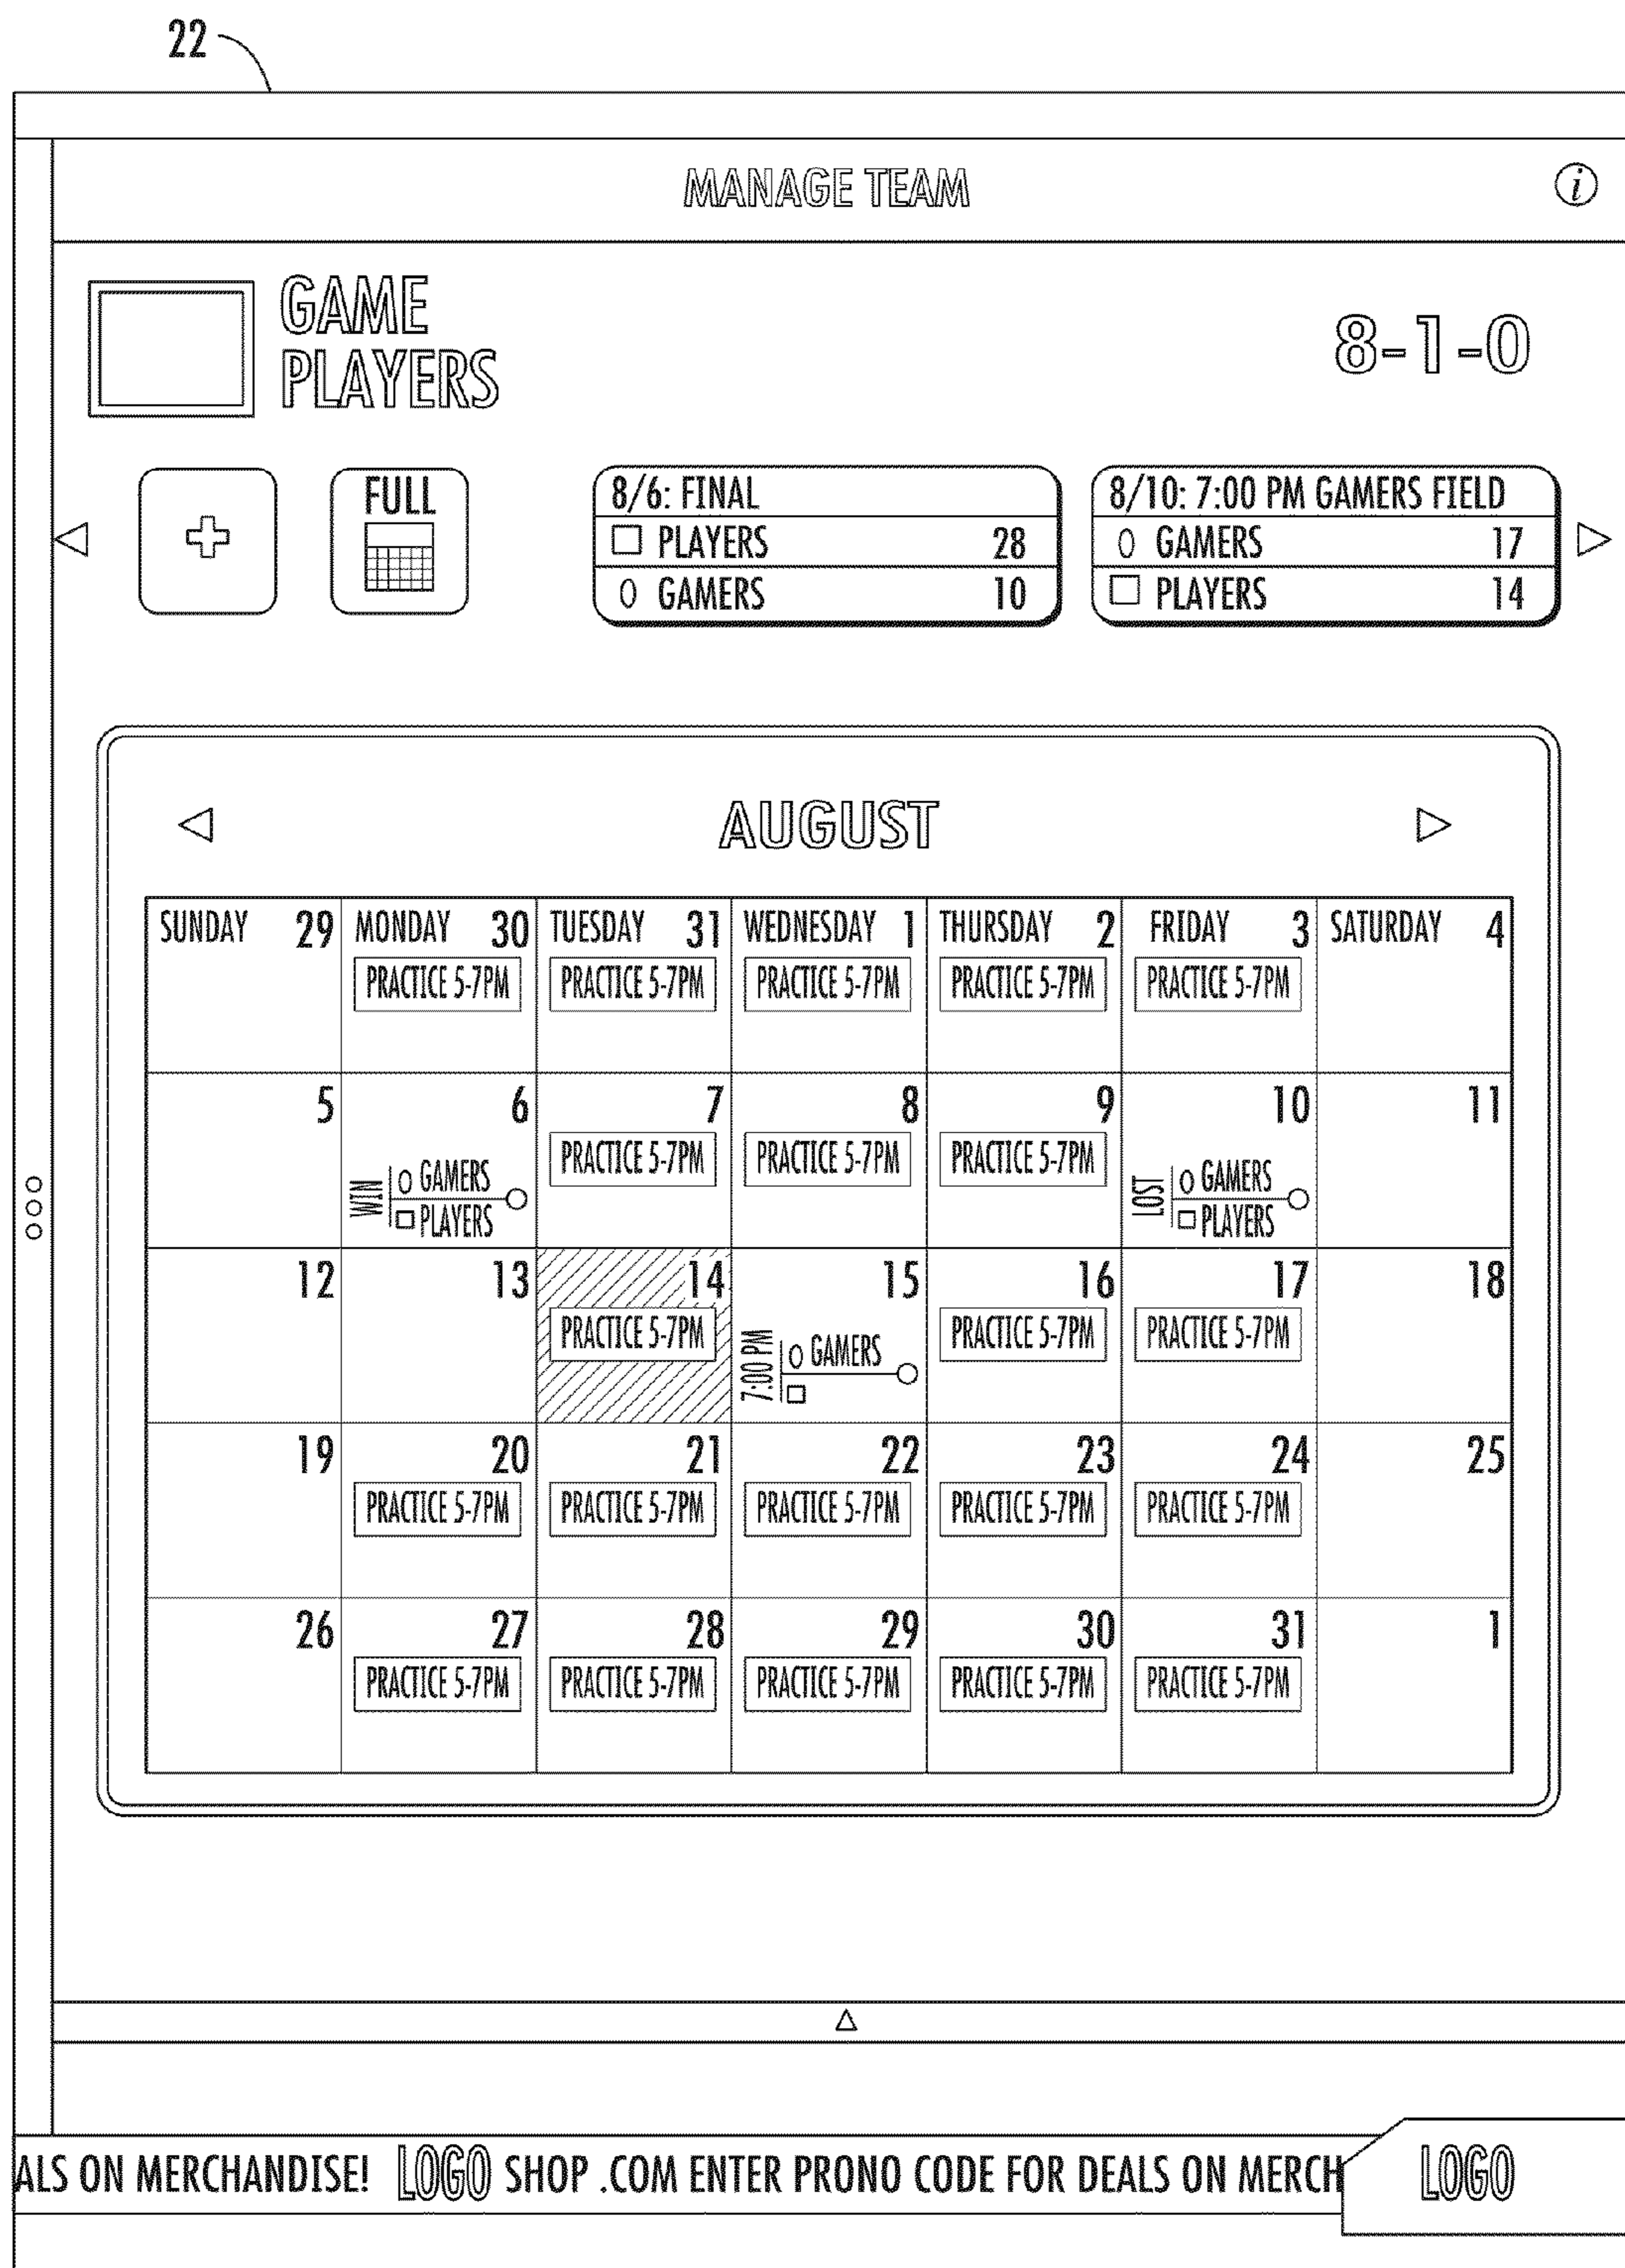 22
MANAGE TEAM
i
GAME
PLAYERS
8-1-0
FULL
8/6: FINAL
PLAYERS 28
GAMERS 10
8/10: 7:00 PM GAMERS FIELD
GAMERS 17
PLAYERS 14
AUGUST
SUNDAY 29 MONDAY 30 TUESDAY 31 WEDNESDAY 1 THURSDAY 2 FRIDAY 3 SATURDAY 4
PRACTICE 5-7PM PRACTICE 5-7PM PRACTICE 5-7PM PRACTICE 5-7PM PRACTICE 5-7PM
5 6 7 8 9 10 11
PRACTICE 5-7PM PRACTICE 5-7PM PRACTICE 5-7PM
WIN GAMERS LOST GAMERS
PLAYERS PLAYERS
12 13 14 15 16 17 18
PRACTICE 5-7PM PRACTICE 5-7PM PRACTICE 5-7PM
7:00 PM GAMERS
19 20 21 22 23 24 25
PRACTICE 5-7PM PRACTICE 5-7PM PRACTICE 5-7PM PRACTICE 5-7PM PRACTICE 5-7PM
26 27 28 29 30 31 1
PRACTICE 5-7PM PRACTICE 5-7PM PRACTICE 5-7PM PRACTICE 5-7PM PRACTICE 5-7PM
ALS ON MERCHANDISE! LOGO SHOP .COM ENTER PRONO CODE FOR DEALS ON MERCH LOGO